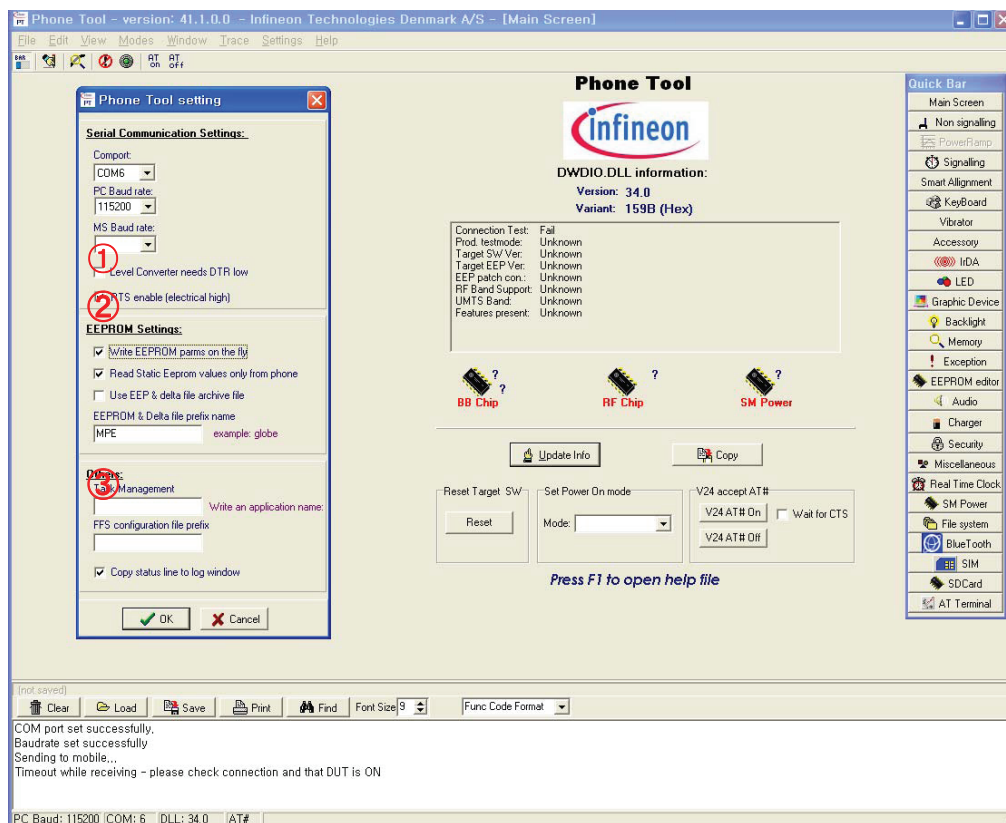 Phone Tool - version: 41.1.0.0 - Infineon Technologies Denmark A/S - [Main Screen]
File Edit View Modes Window Trace Settings Help
BAR AT on AT off
Phone Tool setting
Serial Communication Settings:
Comport:
COM6
PC Baud rate:
115200
MS Baud rate:
①
Level Converter needs DTR low
② RTS enable (electrical high)
EEPROM Settings:
Write EEPROM parms on the fly
Read Static Eeprom values only from phone
Use EEP & delta file archive file
EEPROM & Delta file prefix name
MPE example: globe
Others:
③
Task Management
Write an application name:
FFS configuration file prefix
Copy status line to log window
OK Cancel
Phone Tool
infineon
DWDIO.DLL information:
Version: 34.0
Variant: 159B (Hex)
Connection Test: Fail
Prod. testmode: Unknown
Target SW Ver: Unknown
Target EEP Ver: Unknown
EEP patch con.: Unknown
RF Band Support: Unknown
UMTS Band: Unknown
Features present: Unknown
? ? ? ?
BB Chip RF Chip SM Power
Update Info Copy
Reset Target SW Set Power On mode V24 accept AT#
Reset Mode: V24 AT# On Wait for CTS
V24 AT# Off
Press F1 to open help file
Quick Bar
Main Screen
Non signalling
PowerRamp
Signalling
Smart Allignment
KeyBoard
Vibrator
Accessory
IrDA
LED
Graphic Device
Backlight
Memory
Exception
EEPROM editor
Audio
Charger
Security
Miscellaneous
Real Time Clock
SM Power
File system
BlueTooth
SIM
SDCard
AT Terminal
(not saved)
Clear Load Save Print Find Font Size 9 Func Code Format
COM port set successfully,
Baudrate set successfully
Sending to mobile,,,
Timeout while receiving - please check connection and that DUT is ON
PC Baud: 115200 COM: 6 DLL: 34.0 AT#